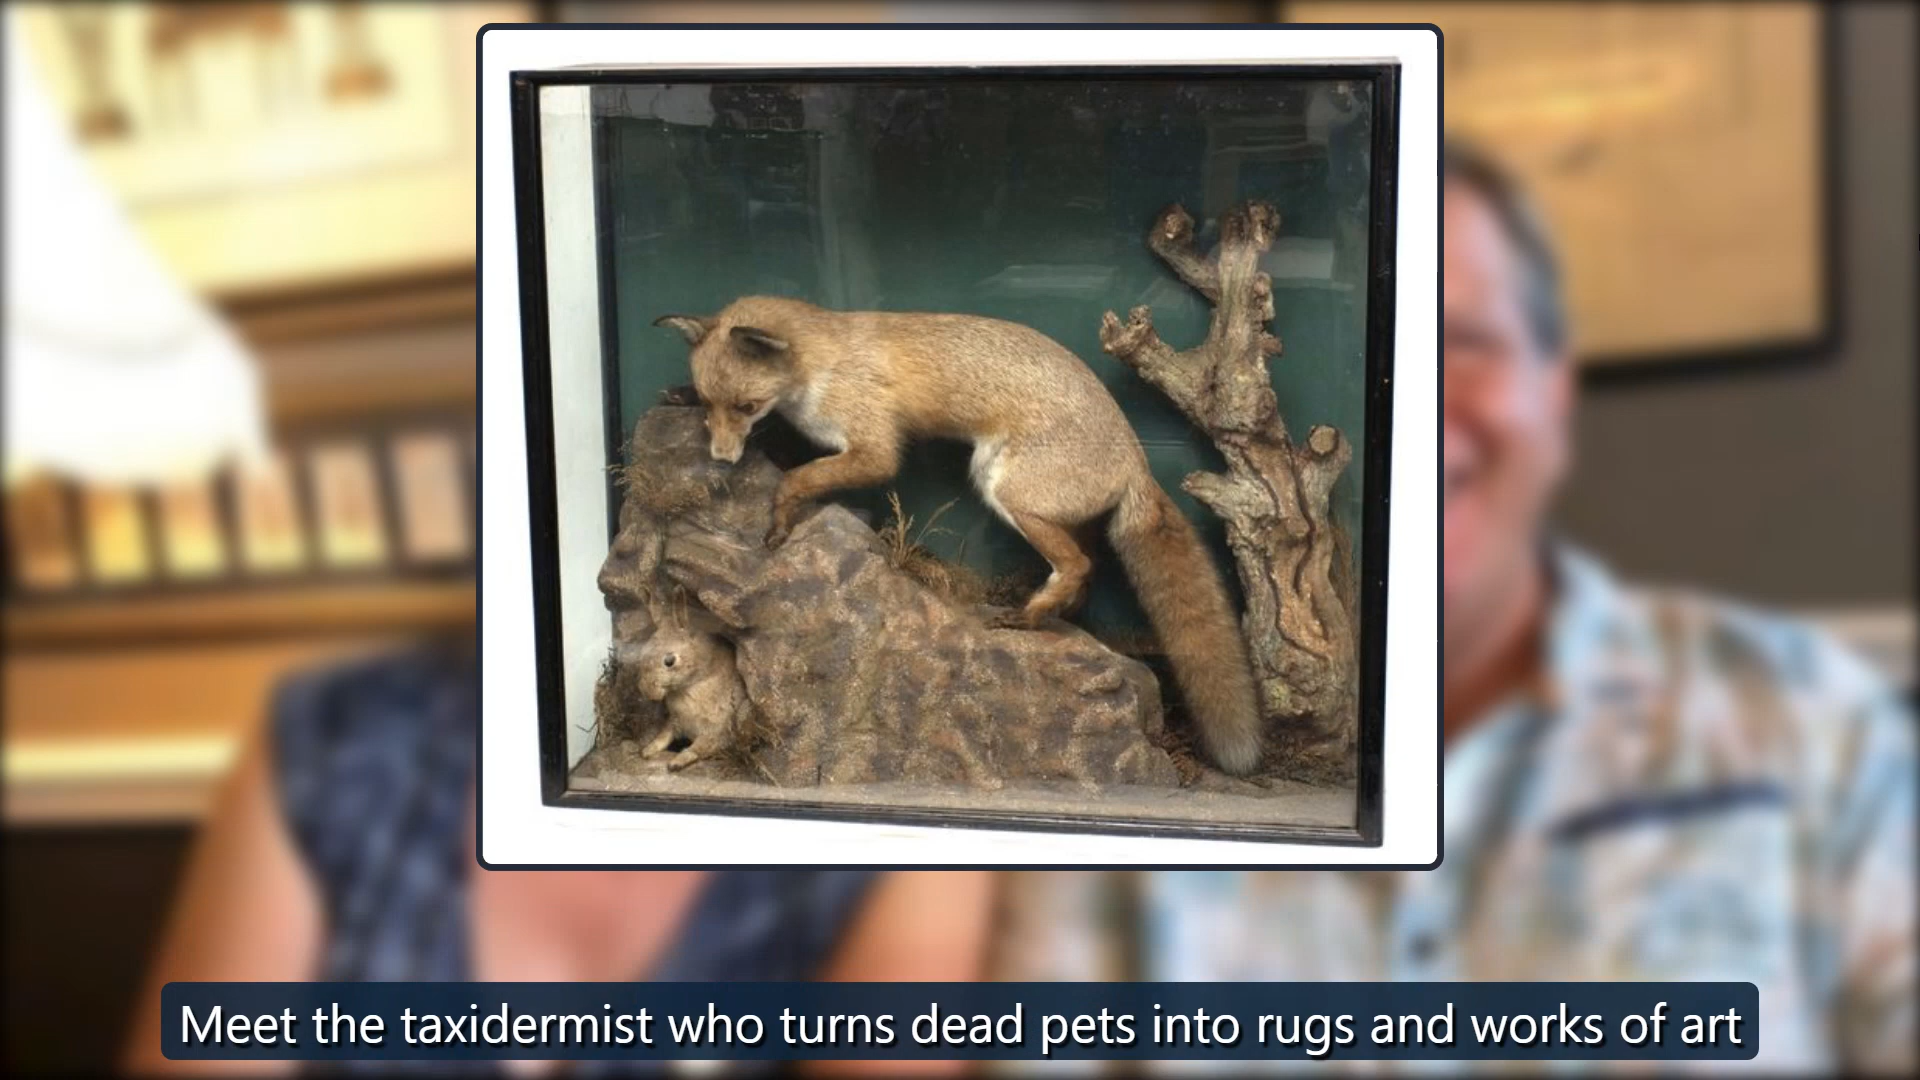 Meet the taxidermist who turns dead pets into rugs and works of art